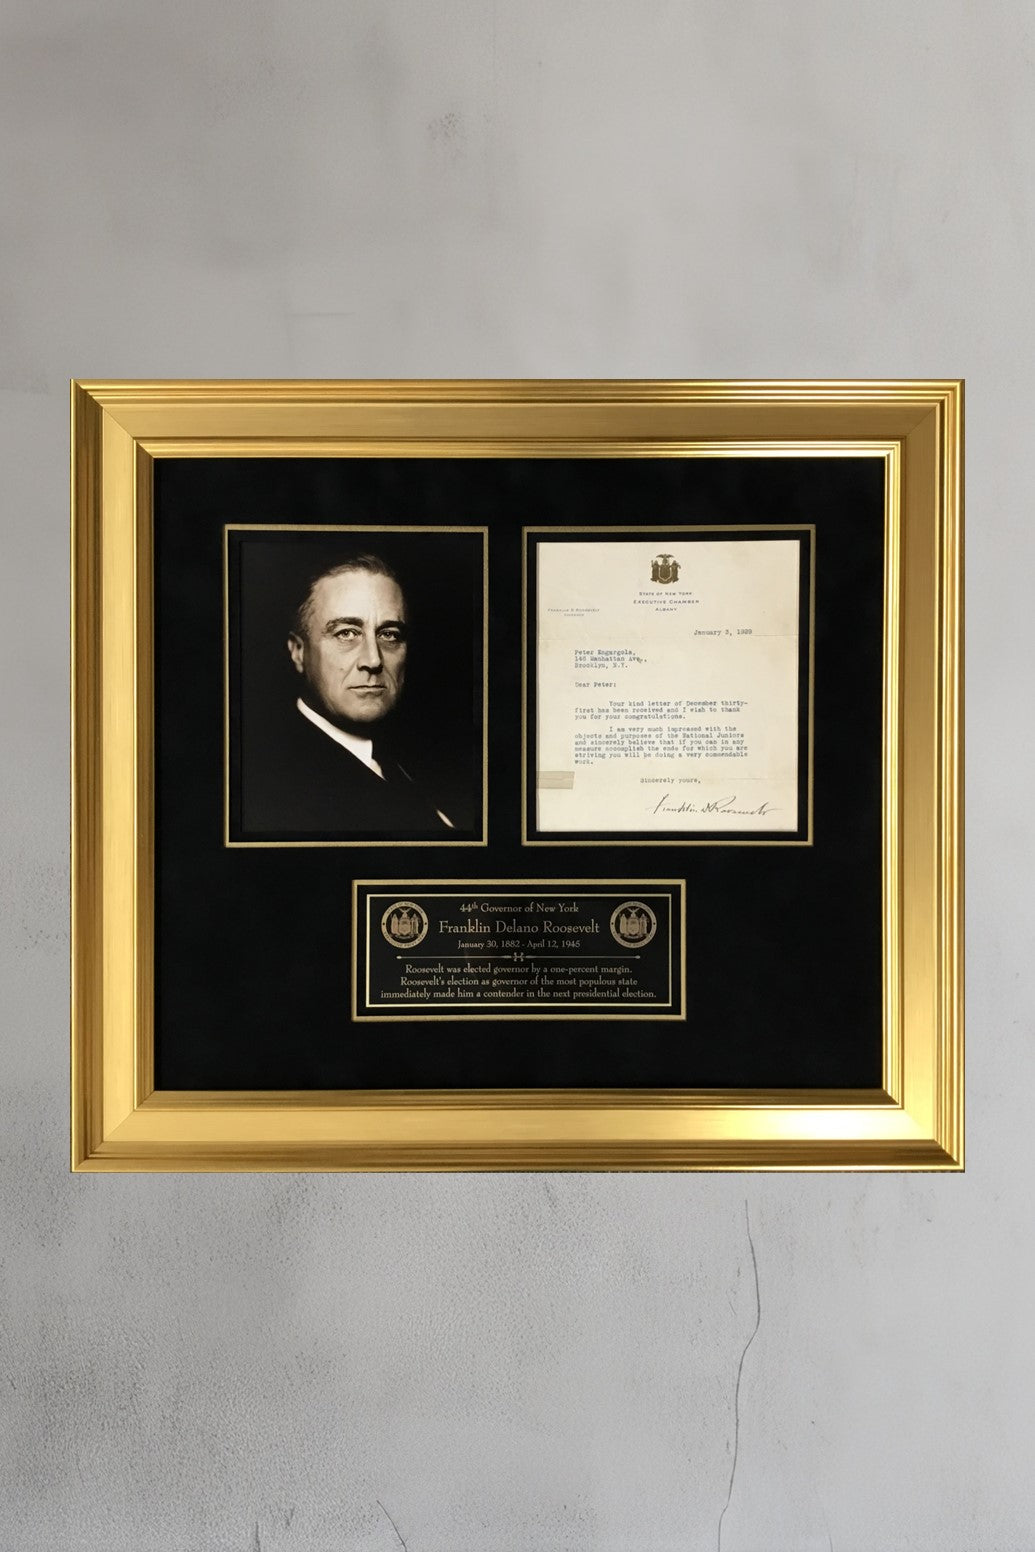 STATE OF NEW YORK
EXECUTIVE CHAMBER
ALBANY
FRANKLIN D ROOSEVELT
GOVERNOR
January 3, 1929
Peter Engargola,
146 Manhattan Ave.,
Brooklyn, N.Y.
Dear Peter:
Your kind letter of December thirty-
first has been received and I wish to thank
you for your congratulations.
I am very much impressed with the
objects and purposes of the National Juniors
and sincerely believe that if you can in any
measure accomplish the ends for which you are
striving you will be doing a very commendable
work.
Sincerely yours,
Franklin D Roosevelt
44th Governor of New York
Franklin Delano Roosevelt
January 30, 1882 - April 12, 1945
Roosevelt was elected governor by a one-percent margin.
Roosevelt's election as governor of the most populous state
immediately made him a contender in the next presidential election.